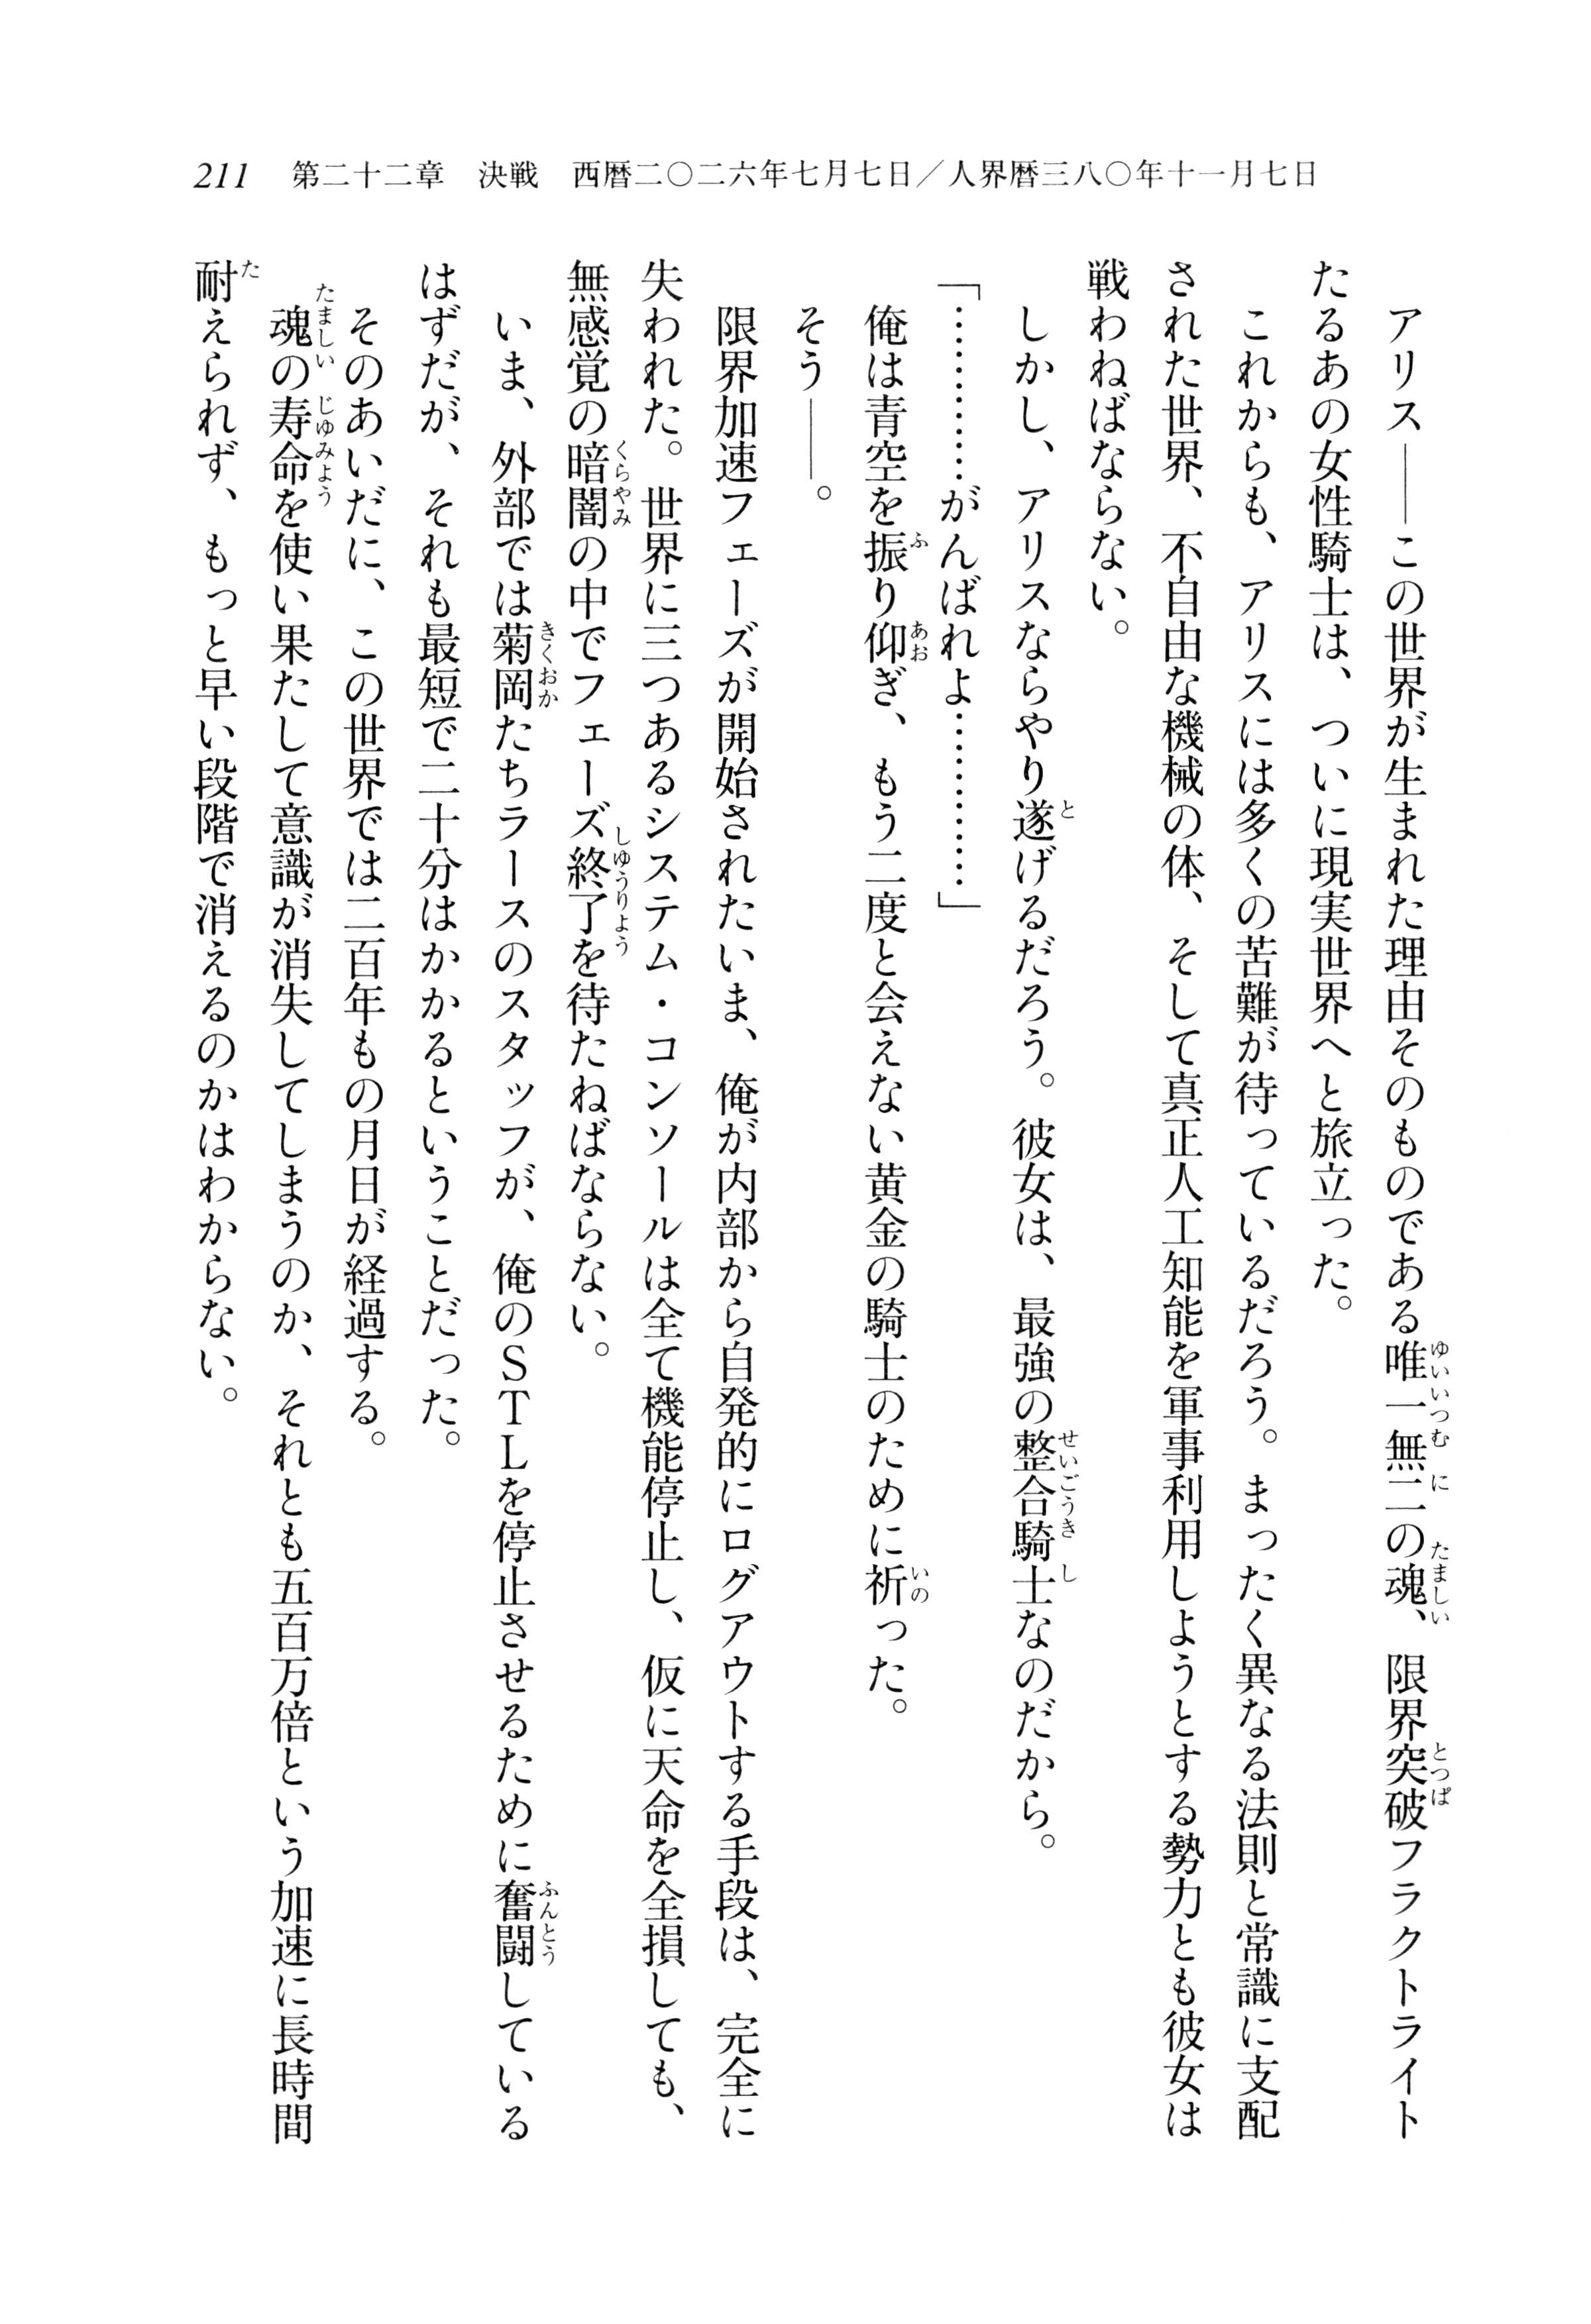 211　第二十二章　決戦　西暦二〇二六年七月七日／人界暦三八〇年十一月七日
　アリス――この世界が生まれた理由そのものである唯一無二の魂、限界突破フラクトライト
たるあの女性騎士は、ついに現実世界へと旅立った。
　これからも、アリスには多くの苦難が待っているだろう。まったく異なる法則と常識に支配
された世界、不自由な機械の体、そして真正人工知能を軍事利用しようとする勢力とも彼女は
戦わねばならない。
　しかし、アリスならやり遂げるだろう。彼女は、最強の整合騎士なのだから。
「…………がんばれよ…………」
　俺は青空を振り仰ぎ、もう二度と会えない黄金の騎士のために祈った。
　そう――。
　限界加速フェーズが開始されたいま、俺が内部から自発的にログアウトする手段は、完全に
失われた。世界に三つあるシステム・コンソールは全て機能停止し、仮に天命を全損しても、
無感覚の暗闇の中でフェーズ終了を待たねばならない。
　いま、外部では菊岡たちラースのスタッフが、俺のＳＴＬを停止させるために奮闘している
はずだが、それも最短で二十分はかかるということだった。
　そのあいだに、この世界では二百年もの月日が経過する。
　魂の寿命を使い果たして意識が消失してしまうのか、それとも五百万倍という加速に長時間
耐えられず、もっと早い段階で消えるのかはわからない。